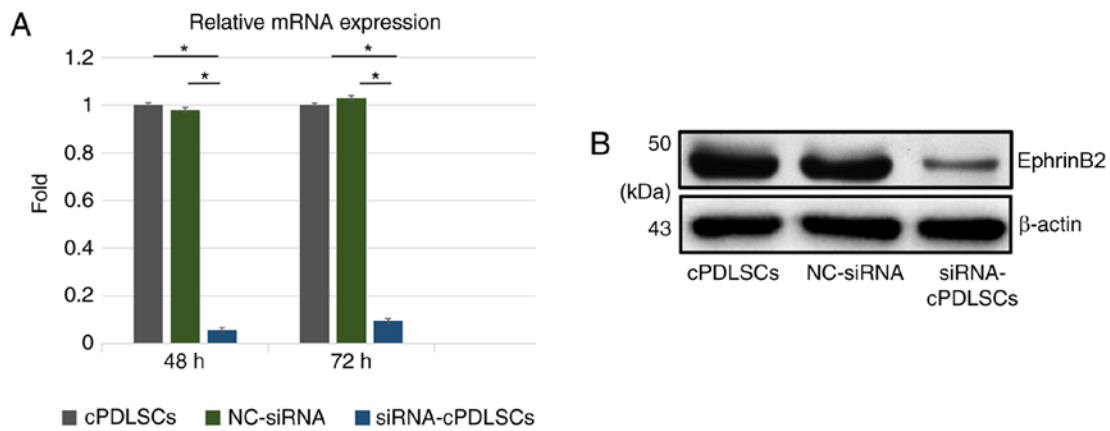 A
Relative mRNA expression
1.2
*
*
*
*
1
0.8
0.6
0.4
0.2
0
Fold
48 h
72 h
cPDLSCs
NC-siRNA
siRNA-cPDLSCs
B
50
(kDa)
43
EphrinB2
β-actin
cPDLSCs
NC-siRNA
siRNA-
cPDLSCs